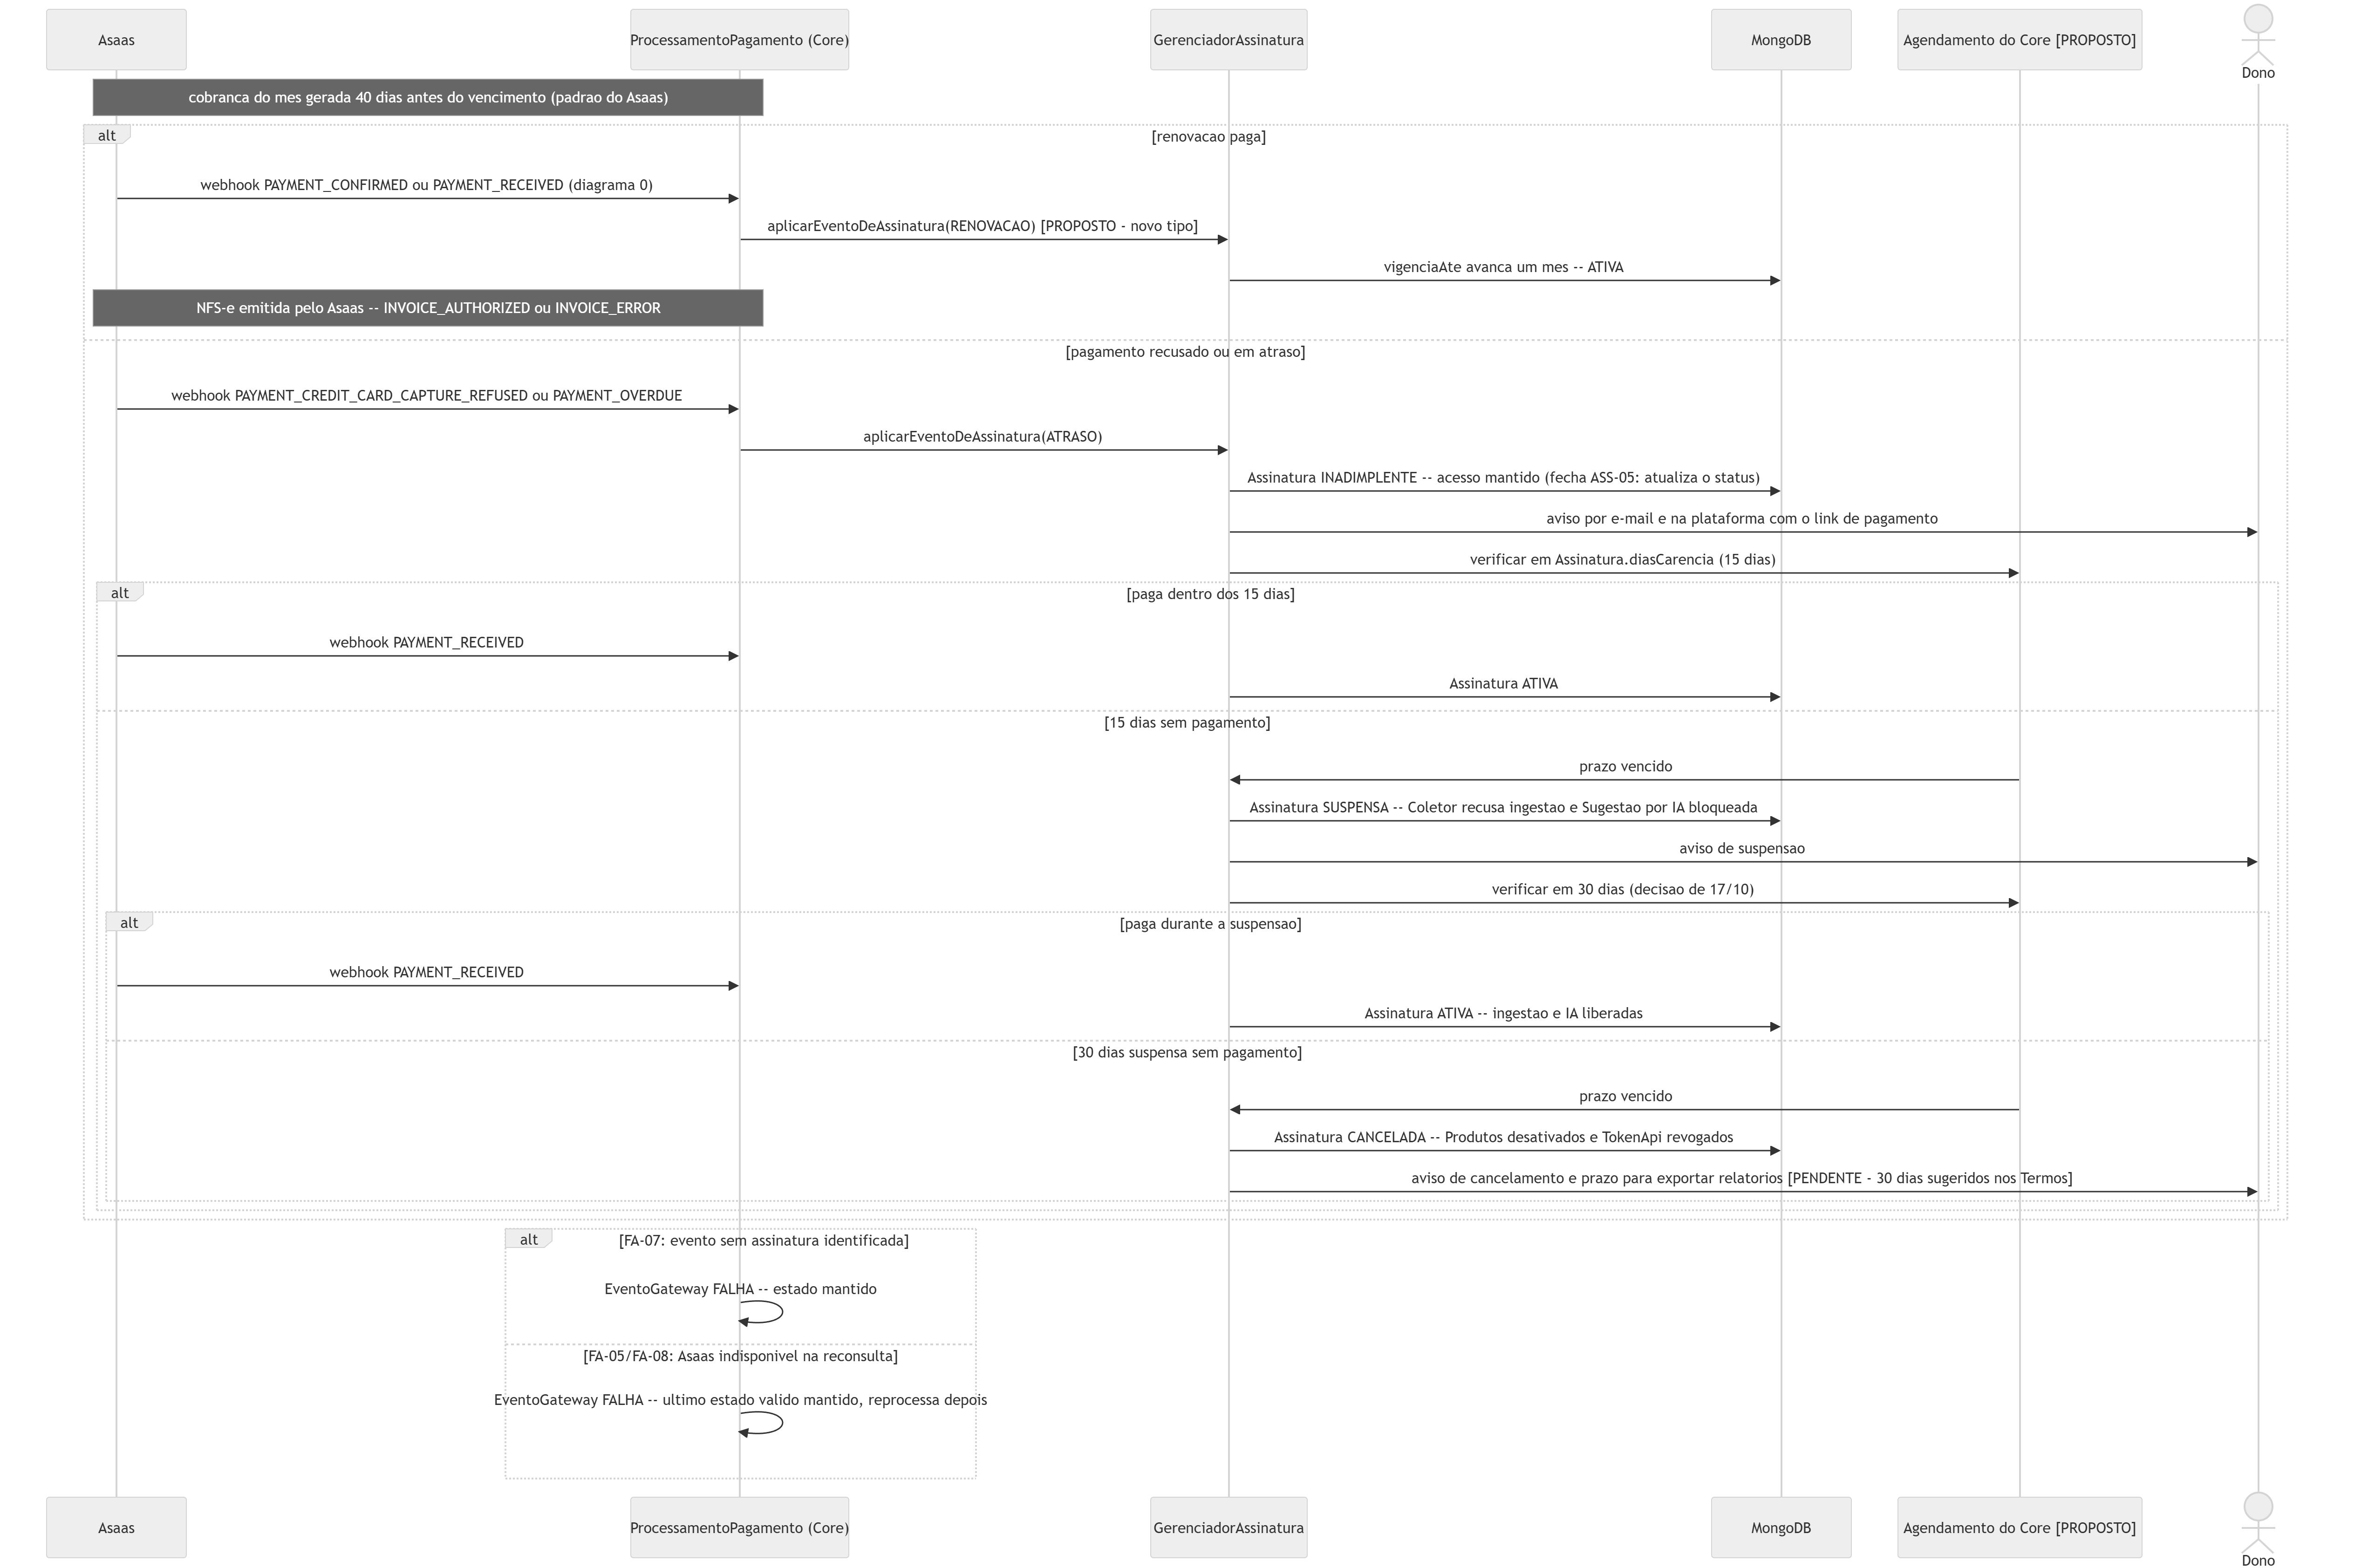 Asaas
ProcessamentoPagamento (Core)
GerenciadorAssinatura
MongoDB
Agendamento do Core [PROPOSTO]
Dono
cobranca do mes gerada 40 dias antes do vencimento (padrao do Asaas)
alt
[renovacao paga]
webhook PAYMENT_CONFIRMED ou PAYMENT_RECEIVED (diagrama 0)
aplicarEventoDeAssinatura(RENOVACAO) [PROPOSTO - novo tipo]
vigenciaAte avanca um mes -- ATIVA
NFS-e emitida pelo Asaas -- INVOICE_AUTHORIZED ou INVOICE_ERROR
[pagamento recusado ou em atraso]
webhook PAYMENT_CREDIT_CARD_CAPTURE_REFUSED ou PAYMENT_OVERDUE
aplicarEventoDeAssinatura(ATRASO)
Assinatura INADIMPLENTE -- acesso mantido (fecha ASS-05: atualiza o status)
aviso por e-mail e na plataforma com o link de pagamento
verificar em Assinatura.diasCarencia (15 dias)
alt
[paga dentro dos 15 dias]
webhook PAYMENT_RECEIVED
Assinatura ATIVA
[15 dias sem pagamento]
prazo vencido
Assinatura SUSPENSA -- Coletor recusa ingestao e Sugestao por IA bloqueada
aviso de suspensao
verificar em 30 dias (decisao de 17/10)
alt
[paga durante a suspensao]
webhook PAYMENT_RECEIVED
Assinatura ATIVA -- ingestao e IA liberadas
[30 dias suspensa sem pagamento]
prazo vencido
Assinatura CANCELADA -- Produtos desativados e TokenApi revogados
aviso de cancelamento e prazo para exportar relatorios [PENDENTE - 30 dias sugeridos nos Termos]
alt
[FA-07: evento sem assinatura identificada]
EventoGateway FALHA -- estado mantido
[FA-05/FA-08: Asaas indisponivel na reconsulta]
EventoGateway FALHA -- ultimo estado valido mantido, reprocessa depois
Asaas
ProcessamentoPagamento (Core)
GerenciadorAssinatura
MongoDB
Agendamento do Core [PROPOSTO]
Dono